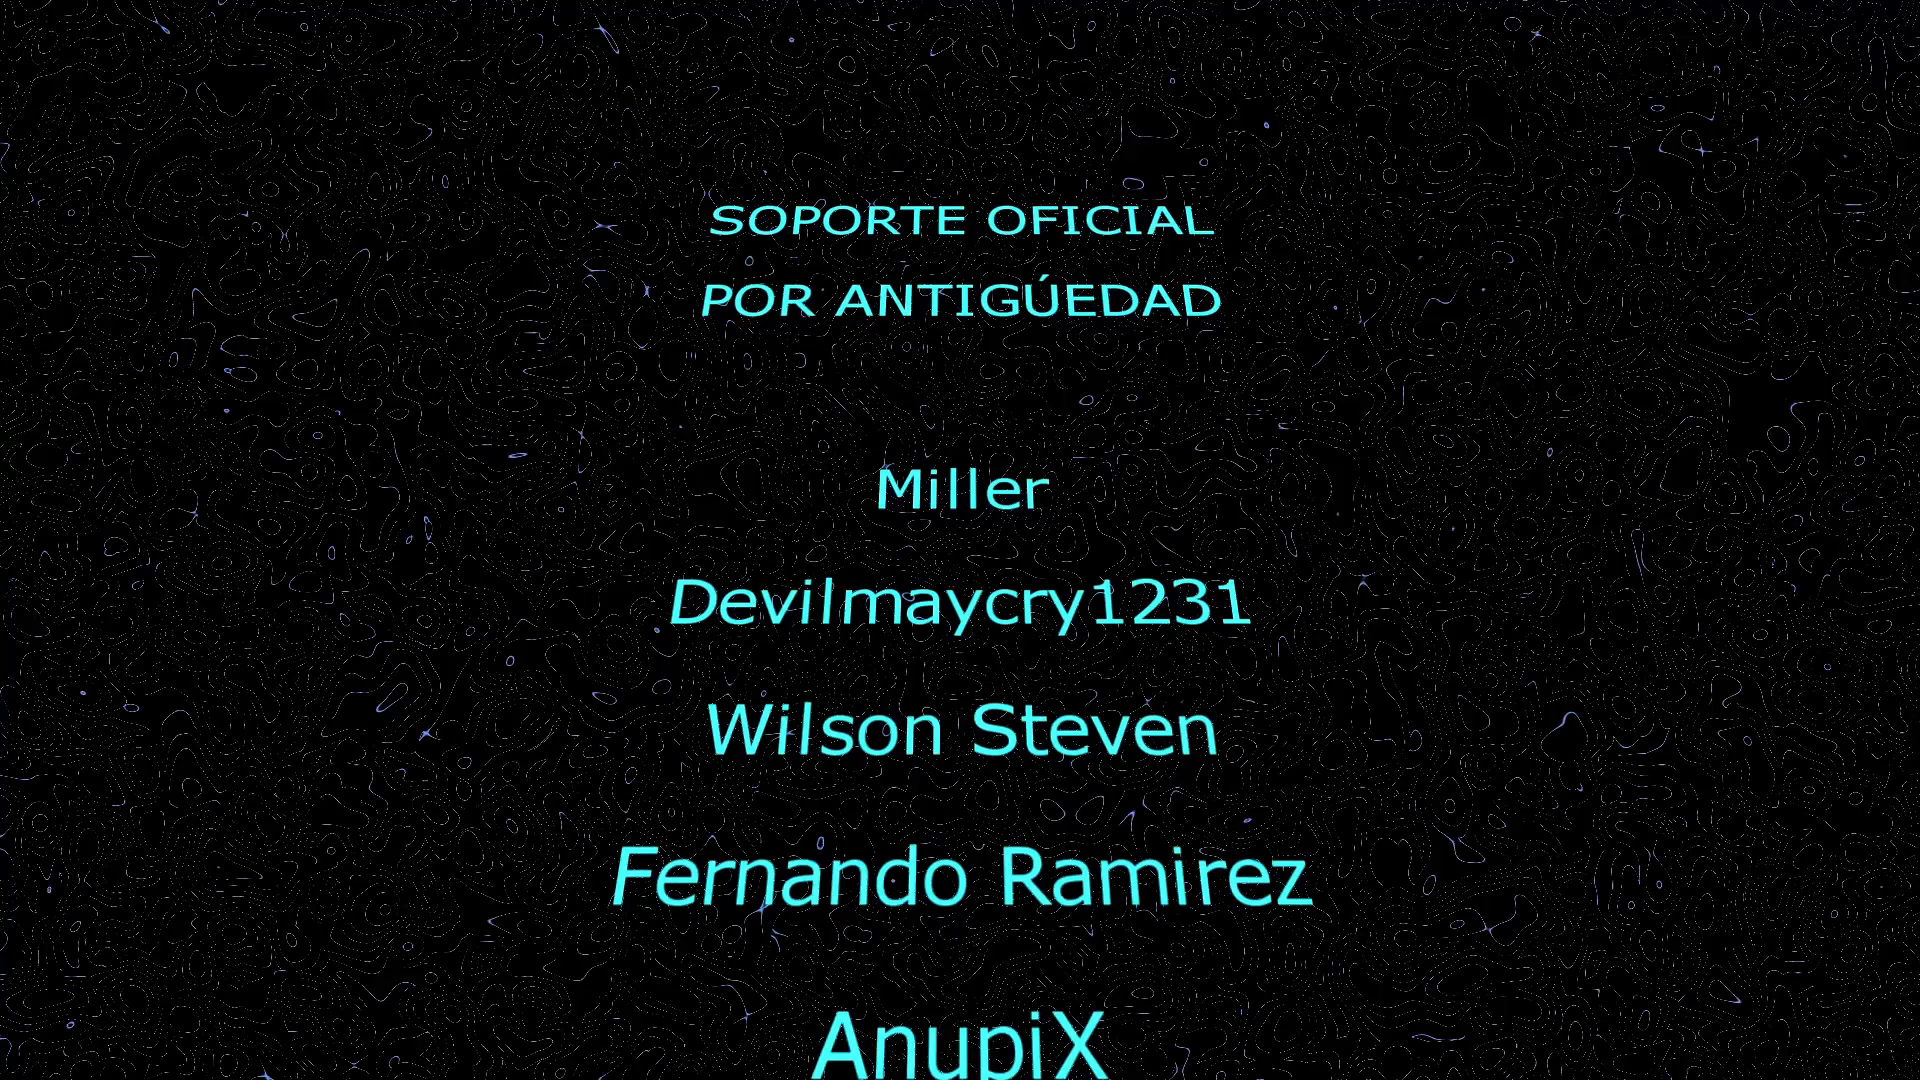 SOPORTE OFICIAL
POR ANTIGÚEDAD
Miller
Devilmaycry1231
Wilson Steven
Fernando Ramirez
AnupiX